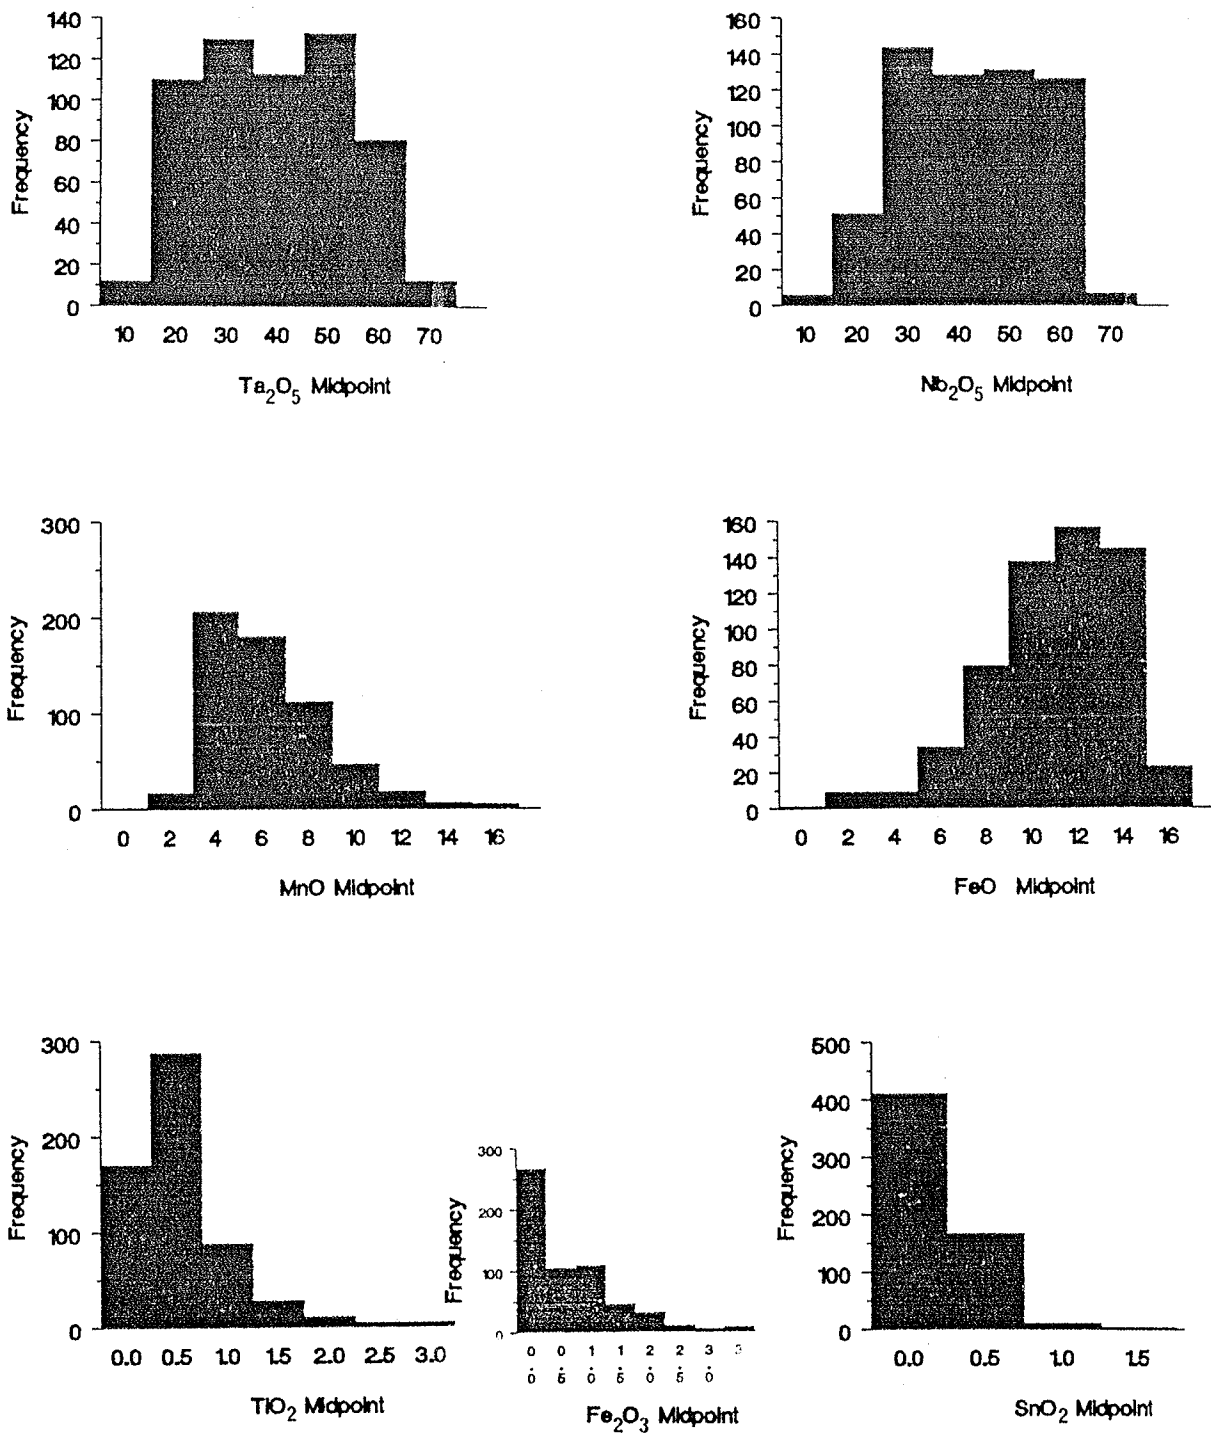 140
120
100
80
60
40
20
0
Frequency
10 20 30 40 50 60 70
Ta₂O₅ Midpoint
160
140
120
100
80
60
40
20
0
Frequency
10 20 30 40 50 60 70
Nb₂O₅ Midpoint
300
200
100
0
Frequency
0 2 4 6 8 10 12 14 16
MnO Midpoint
160
140
120
100
80
60
40
20
0
Frequency
0 2 4 6 8 10 12 14 16
FeO Midpoint
300
200
100
0
Frequency
0.0 0.5 1.0 1.5 2.0 2.5 3.0
TiO₂ Midpoint
300
200
100
0
Frequency
0 0 1 1 2 2 3 3
. . . . . . .
0 5 0 5 0 5 0
Fe₂O₃ Midpoint
500
400
300
200
100
0
Frequency
0.0 0.5 1.0 1.5
SnO₂ Midpoint